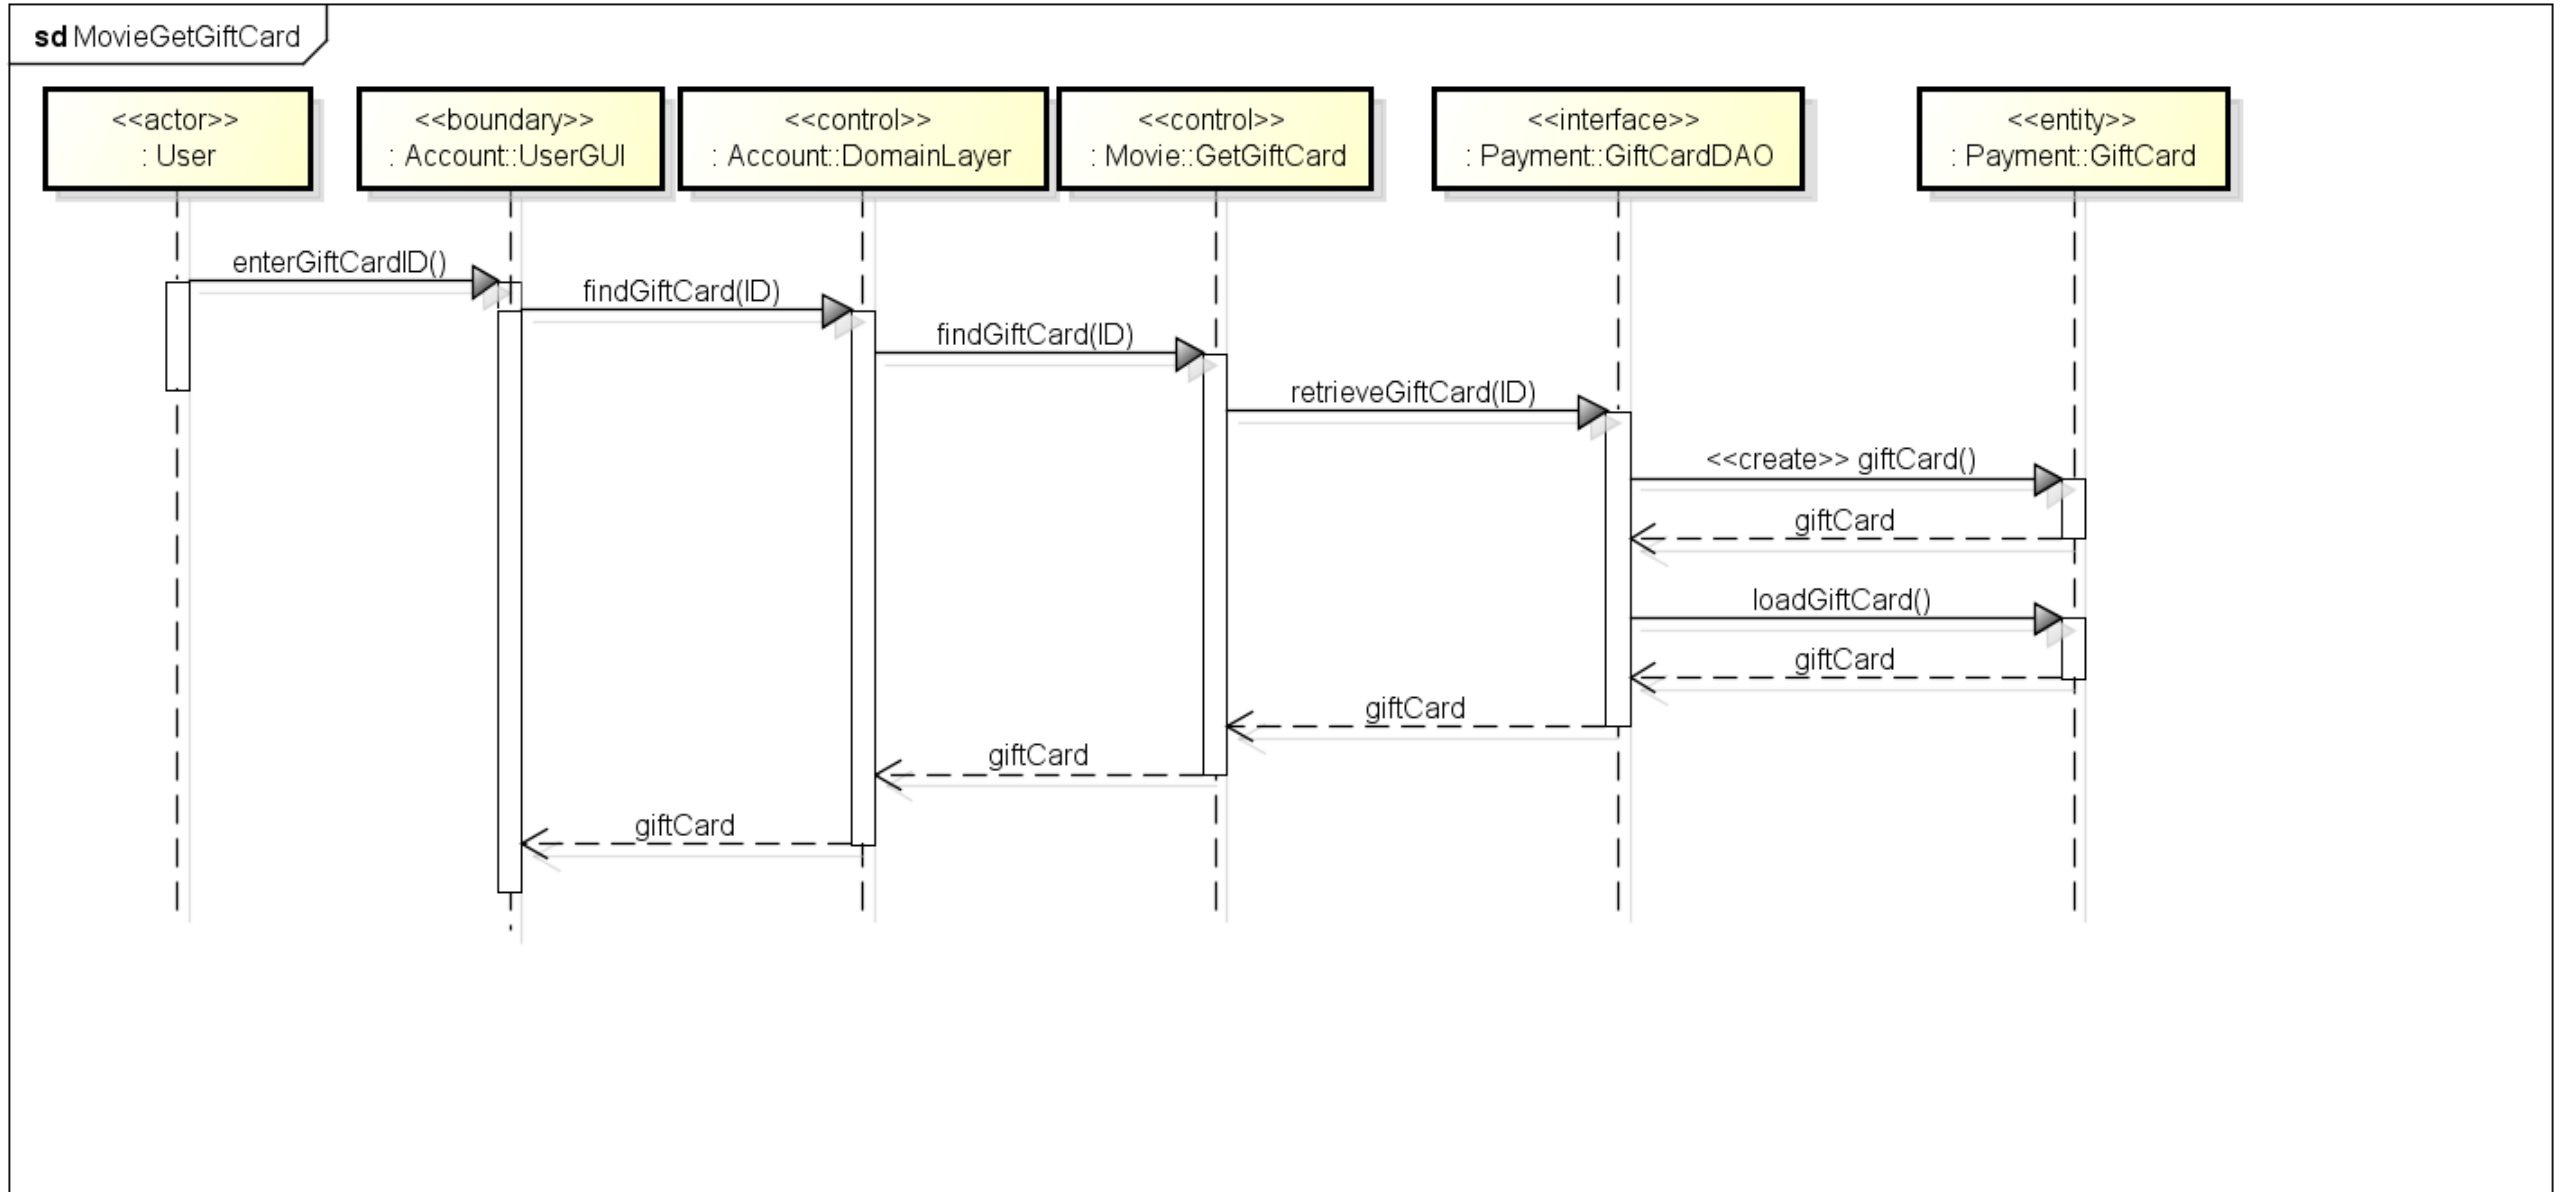 sd MovieGetGiftCard
<<actor>>
: User
<<boundary>>
: Account::UserGUI
<<control>>
: Account::DomainLayer
<<control>>
: Movie::GetGiftCard
<<interface>>
: Payment::GiftCardDAO
<<entity>>
: Payment::GiftCard
enterGiftCardID()
findGiftCard(ID)
findGiftCard(ID)
retrieveGiftCard(ID)
<<create>> giftCard()
giftCard
loadGiftCard()
giftCard
giftCard
giftCard
giftCard